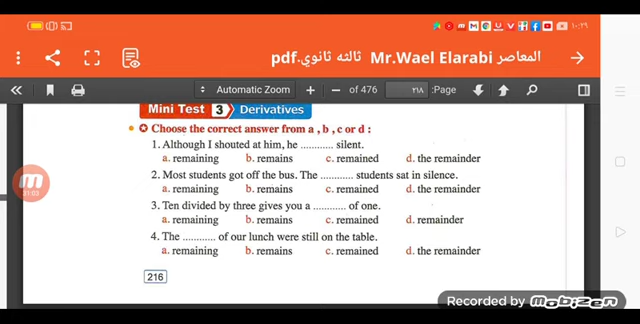 ١٠:٢٩
المعاصر Mr.Wael Elarabi ثالثه ثانوي.pdf
Automatic Zoom of 476 ٢١٨ :Page
Mini Test 3 Derivatives
Choose the correct answer from a , b , c or d :
1. Although I shouted at him, he ............ silent.
a. remaining b. remains c. remained d. the remainder
2. Most students got off the bus. The ............ students sat in silence.
a. remaining b. remains c. remained d. the remainder
3. Ten divided by three gives you a ............ of one.
a. remaining b. remains c. remained d. remainder
4. The ............ of our lunch were still on the table.
a. remaining b. remains c. remained d. the remainder
216
31:03
Recorded by Mobizen